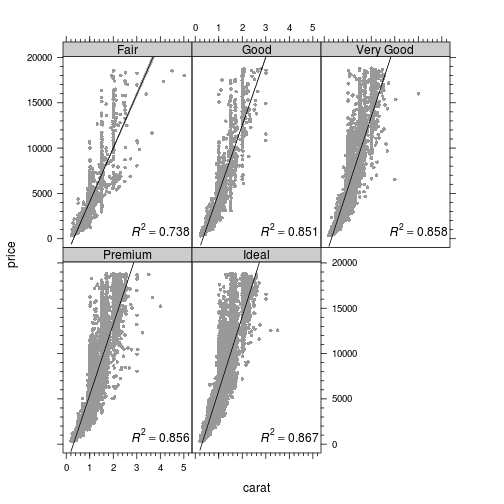 0 1 2 3 4 5
Fair Good Very Good
20000
15000
10000
5000
0
R² = 0.738 R² = 0.851 R² = 0.858
price
Premium Ideal
20000
15000
10000
5000
0
R² = 0.856 R² = 0.867
0 1 2 3 4 5
carat